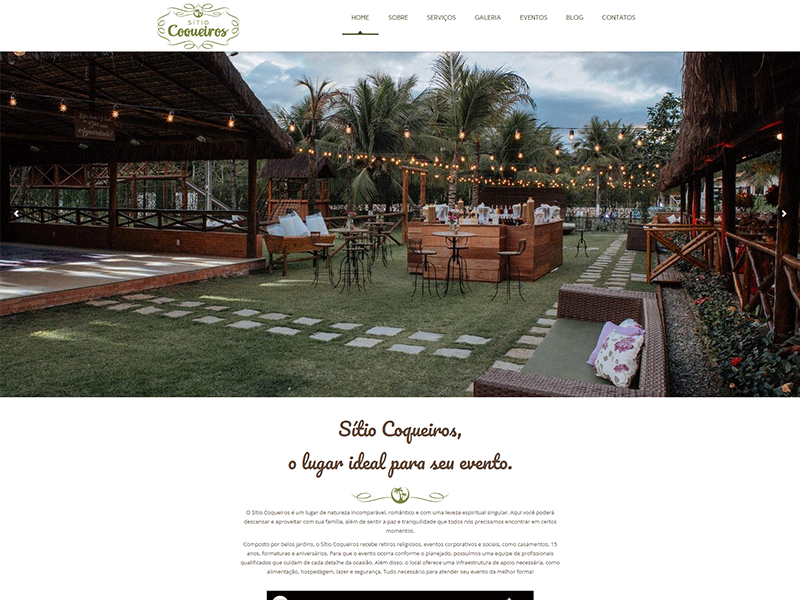 SÍTIO
Coqueiros
HOME SOBRE SERVIÇOS GALERIA EVENTOS BLOG CONTATOS
Sítio Coqueiros,
o lugar ideal para seu evento.
O Sítio Coqueiros é um lugar de natureza incomparável, romântico e com uma leveza espiritual singular. Aqui você poderá
descansar e aproveitar com sua família, além de sentir a paz e tranquilidade que todos nós precisamos encontrar em certos
momentos.
Composto por belos jardins, o Sítio Coqueiros recebe retiros religiosos, eventos corporativos e sociais, como casamentos, 15
anos, formaturas e aniversários. Para que o evento ocorra conforme o planejado, possuímos uma equipe de profissionais
qualificados que cuidam de cada detalhe da ocasião. Além disso, o local oferece uma infraestrutura de apoio necessária, como
alimentação, hospedagem, lazer e segurança. Tudo necessário para atender seu evento da melhor forma!